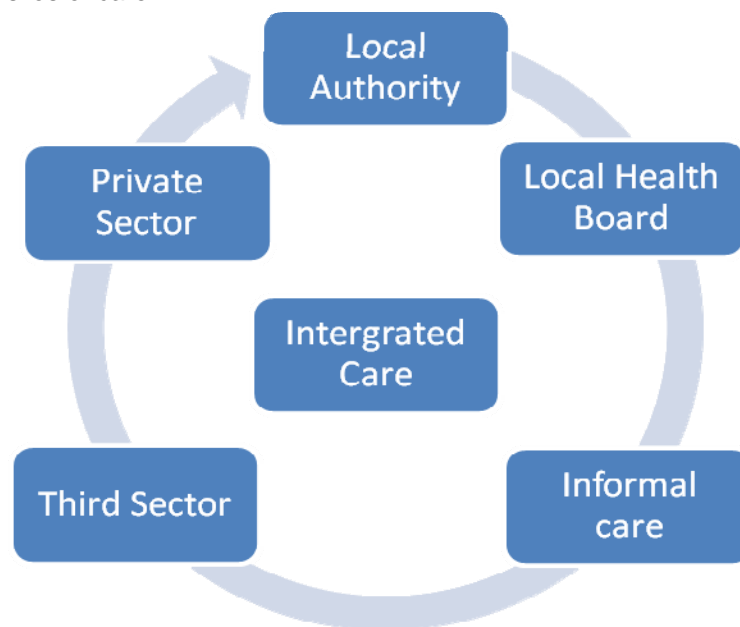 Local
Authority
Local Health
Board
Informal
care
Third Sector
Private
Sector
Intergrated
Care